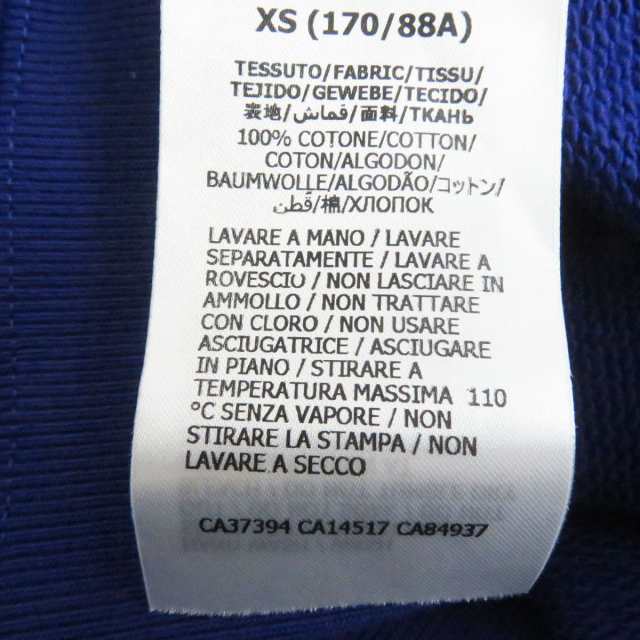 XS (170/88A)
TESSUTO/FABRIC/TISSU/
TEJIDO/GEWEBE/TECIDO/
表地/قماش/面料/ТКАНЬ
100% COTONE/COTTON/
COTON/ALGODON/
BAUMWOLLE/ALGODÃO/コットン/
قطن/棉/ХЛОПОК
LAVARE A MANO / LAVARE
SEPARATAMENTE / LAVARE A
ROVESCIO / NON LASCIARE IN
AMMOLLO / NON TRATTARE
CON CLORO / NON USARE
ASCIUGATRICE / ASCIUGARE
IN PIANO / STIRARE A
TEMPERATURA MASSIMA 110
°C SENZA VAPORE / NON
STIRARE LA STAMPA / NON
LAVARE A SECCO
CA37394 CA14517 CA84937